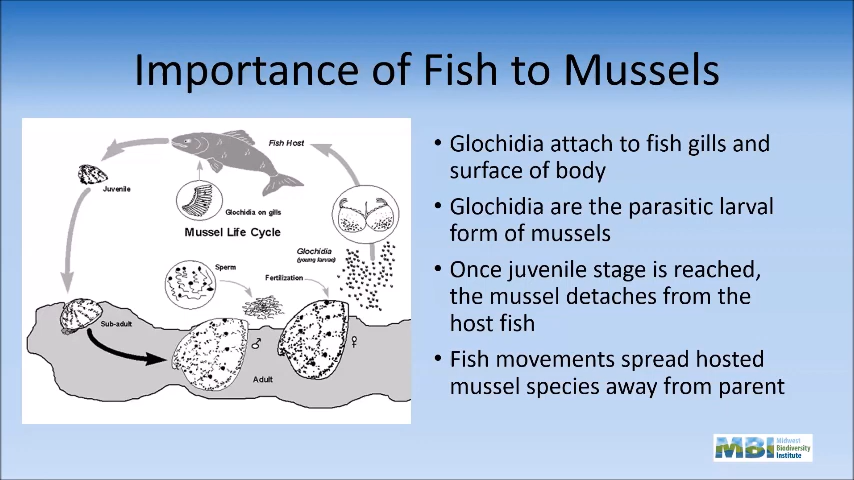 Importance of Fish to Mussels
Fish Host
Juvenile
Glochidia on gills
Mussel Life Cycle
Glochidia
(young larvae)
Sperm
Fertilization
Sub-adult
♂
♀
Adult
• Glochidia attach to fish gills and
surface of body
• Glochidia are the parasitic larval
form of mussels
• Once juvenile stage is reached,
the mussel detaches from the
host fish
• Fish movements spread hosted
mussel species away from parent
MBI
Midwest
Biodiversity
Institute